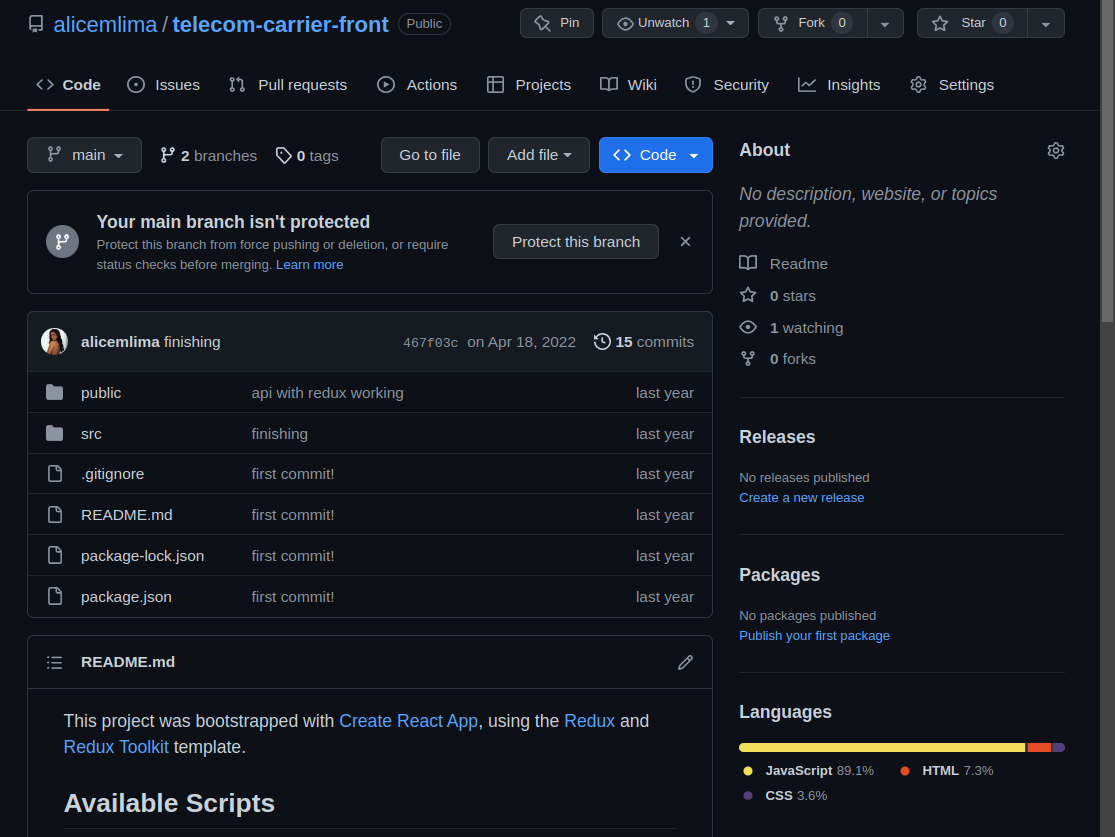 alicemlima / telecom-carrier-front Public Pin Unwatch 1 Fork 0 Star 0
Code Issues Pull requests Actions Projects Wiki Security Insights Settings
main 2 branches 0 tags Go to file Add file Code
Your main branch isn't protected
Protect this branch from force pushing or deletion, or require
status checks before merging. Learn more
Protect this branch
alicemlima finishing 467f03c on Apr 18, 2022 15 commits
public api with redux working last year
src finishing last year
.gitignore first commit! last year
README.md first commit! last year
package-lock.json first commit! last year
package.json first commit! last year
README.md
This project was bootstrapped with Create React App, using the Redux and
Redux Toolkit template.
Available Scripts
About
No description, website, or topics
provided.
Readme
0 stars
1 watching
0 forks
Releases
No releases published
Create a new release
Packages
No packages published
Publish your first package
Languages
JavaScript 89.1% HTML 7.3%
CSS 3.6%